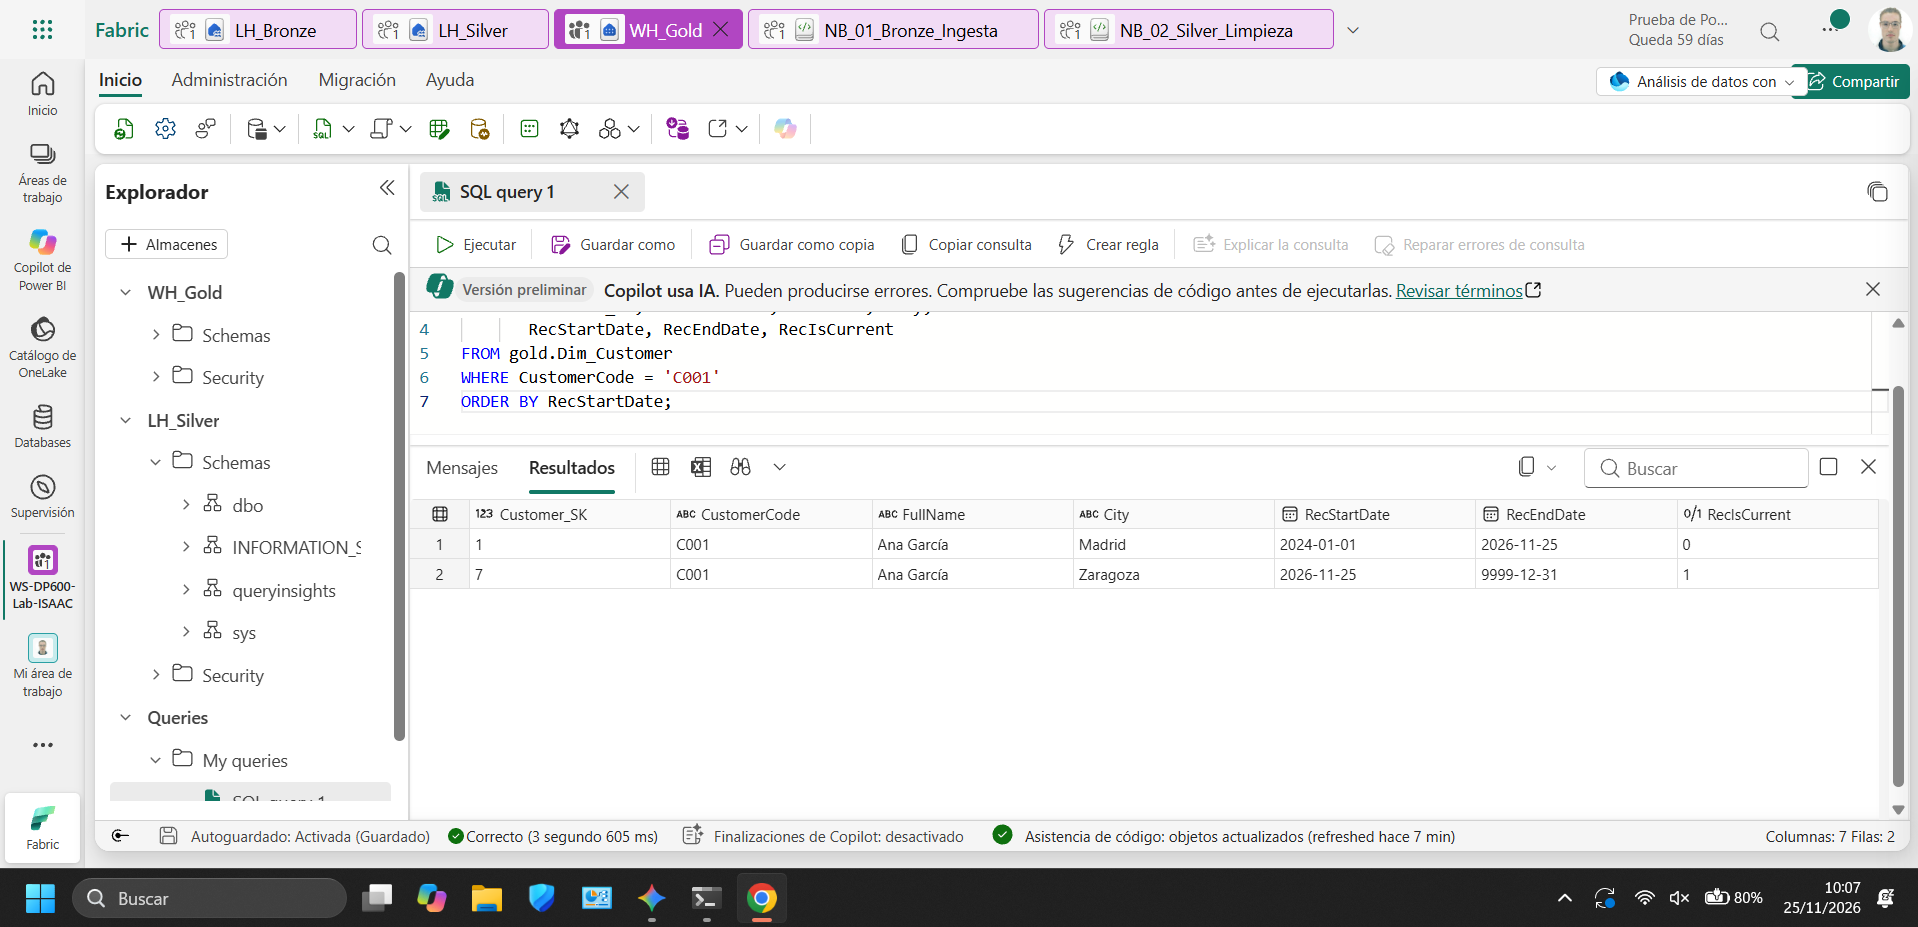 Fabric
LH_Bronze
LH_Silver
WH_Gold
NB_01_Bronze_Ingesta
NB_02_Silver_Limpieza
Prueba de Po...
Queda 59 días
Inicio
Administración
Migración
Ayuda
Análisis de datos con
Compartir
Inicio
Áreas de
trabajo
Copilot de
Power BI
Catálogo de
OneLake
Databases
Supervisión
WS-DP600-
Lab-ISAAC
Mi área de
trabajo
Fabric
Explorador
Almacenes
WH_Gold
Schemas
Security
LH_Silver
Schemas
dbo
INFORMATION_S
queryinsights
sys
Security
Queries
My queries
SQL query 1
SQL query 1
Ejecutar
Guardar como
Guardar como copia
Copiar consulta
Crear regla
Explicar la consulta
Reparar errores de consulta
Versión preliminar
Copilot usa IA. Pueden producirse errores. Compruebe las sugerencias de código antes de ejecutarlas. Revisar términos
4 RecStartDate, RecEndDate, RecIsCurrent
5 FROM gold.Dim_Customer
6 WHERE CustomerCode = 'C001'
7 ORDER BY RecStartDate;
Mensajes
Resultados
Buscar
123 Customer_SK ABC CustomerCode ABC FullName ABC City RecStartDate RecEndDate 0/1 RecIsCurrent
1 1 C001 Ana García Madrid 2024-01-01 2026-11-25 0
2 7 C001 Ana García Zaragoza 2026-11-25 9999-12-31 1
Autoguardado: Activada (Guardado)
Correcto (3 segundo 605 ms)
Finalizaciones de Copilot: desactivado
Asistencia de código: objetos actualizados (refreshed hace 7 min)
Columnas: 7 Filas: 2
Buscar
80%
10:07
25/11/2026